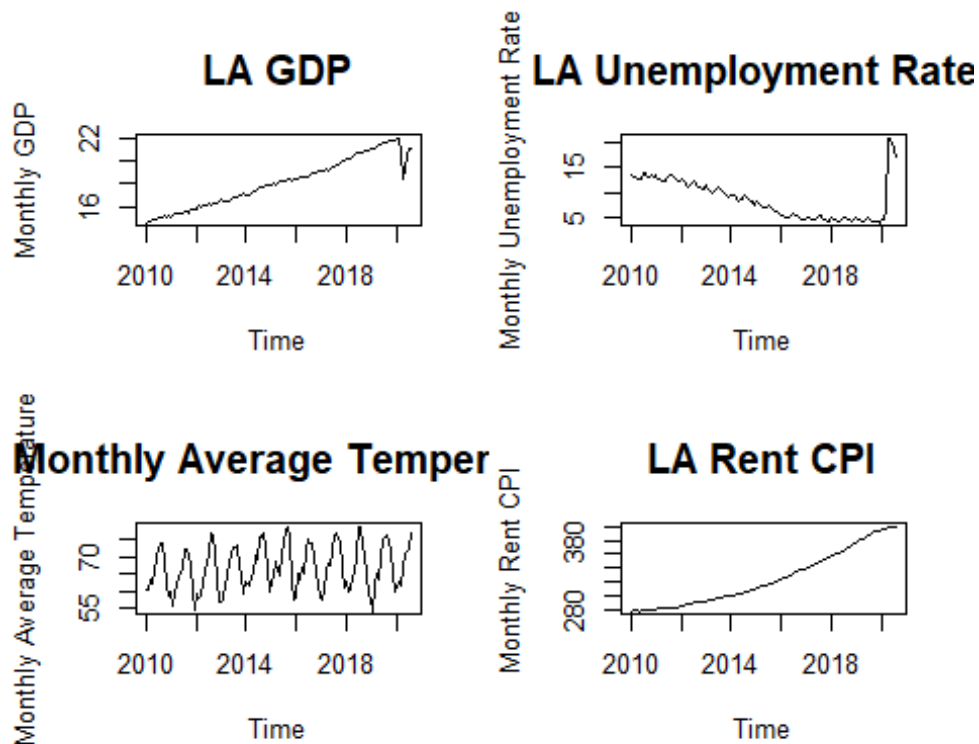 LA GDP
Monthly GDP
22
16
2010 2014 2018
Time
LA Unemployment Rate
Monthly Unemployment Rate
15
5
2010 2014 2018
Time
Monthly Average Temper
Monthly Average Temperature
70
55
2010 2014 2018
Time
LA Rent CPI
Monthly Rent CPI
380
280
2010 2014 2018
Time